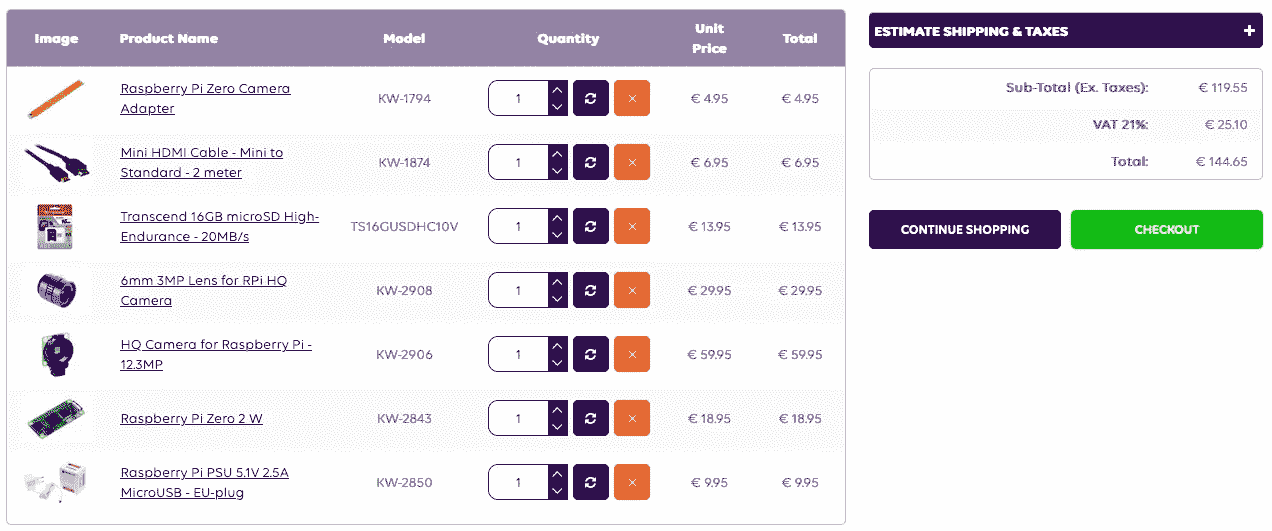 Image Product Name Model Quantity Unit Price Total
Raspberry Pi Zero Camera
Adapter
KW-1794 1 € 4.95 € 4.95
Mini HDMI Cable - Mini to
Standard - 2 meter
KW-1874 1 € 6.95 € 6.95
Transcend 16GB microSD High-
Endurance - 20MB/s
TS16GUSDHC10V 1 € 13.95 € 13.95
6mm 3MP Lens for RPi HQ
Camera
KW-2908 1 € 29.95 € 29.95
HQ Camera for Raspberry Pi -
12.3MP
KW-2906 1 € 59.95 € 59.95
Raspberry Pi Zero 2 W KW-2843 1 € 18.95 € 18.95
Raspberry Pi PSU 5.1V 2.5A
MicroUSB - EU-plug
KW-2850 1 € 9.95 € 9.95
ESTIMATE SHIPPING & TAXES +
Sub-Total (Ex. Taxes): € 119.55
VAT 21%: € 25.10
Total: € 144.65
CONTINUE SHOPPING CHECKOUT